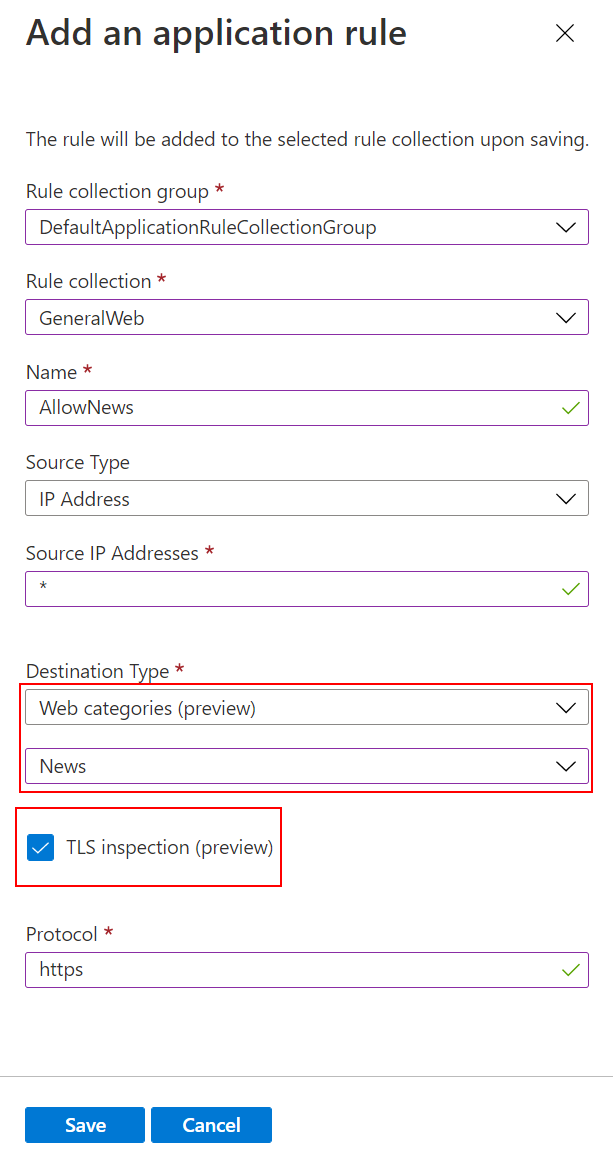 Add an application rule
The rule will be added to the selected rule collection upon saving.
Rule collection group *
DefaultApplicationRuleCollectionGroup
Rule collection *
GeneralWeb
Name *
AllowNews
Source Type
IP Address
Source IP Addresses *
*
Destination Type *
Web categories (preview)
News
TLS inspection (preview)
Protocol *
https
Save Cancel